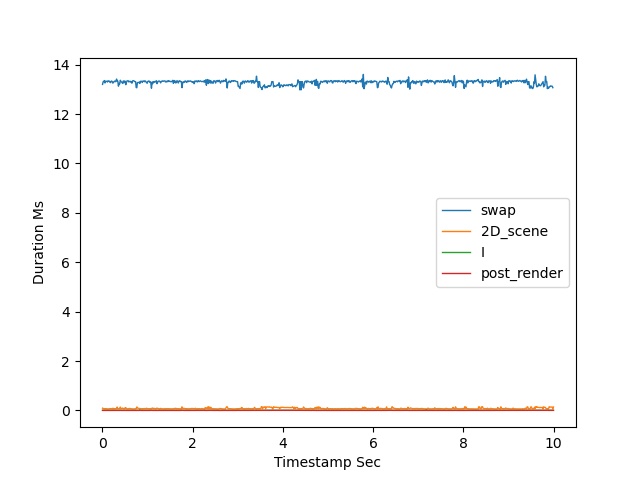 14
12
10
8
6
4
2
0
Duration Ms
swap
2D_scene
I
post_render
0 2 4 6 8 10
Timestamp Sec